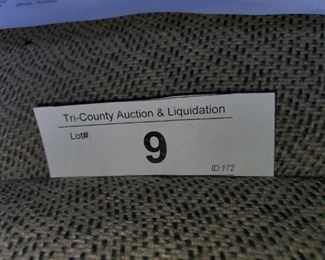 Tri-County Auction & Liquidation
Lot#:
9
ID:172